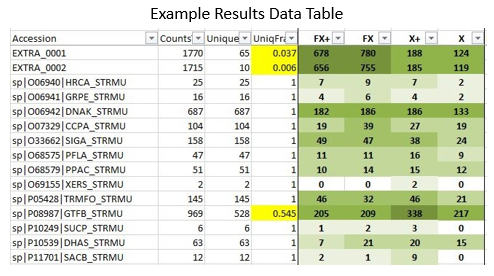 Example Results Data Table
Accession Counts Unique UniqFra FX+ FX X+ X
EXTRA_0001 1770 65 0.037 678 780 188 124
EXTRA_0002 1715 10 0.006 656 755 185 119
sp|O06940|HRCA_STRMU 25 25 1 7 9 7 2
sp|O06941|GRPE_STRMU 16 16 1 4 6 4 2
sp|O06942|DNAK_STRMU 687 687 1 182 186 186 133
sp|O07329|CCPA_STRMU 104 104 1 19 39 27 19
sp|O33662|SIGA_STRMU 158 158 1 49 47 38 24
sp|O68575|PFLA_STRMU 47 47 1 11 11 16 9
sp|O68579|PPAC_STRMU 51 51 1 10 14 15 12
sp|O69155|XERS_STRMU 2 2 1 0 0 2 0
sp|P05428|TRMFO_STRMU 145 145 1 46 32 46 21
sp|P08987|GTFB_STRMU 969 528 0.545 205 209 338 217
sp|P10249|SUCP_STRMU 6 6 1 1 2 3 0
sp|P10539|DHAS_STRMU 63 63 1 7 21 20 15
sp|P11701|SACB_STRMU 12 12 1 2 1 9 0